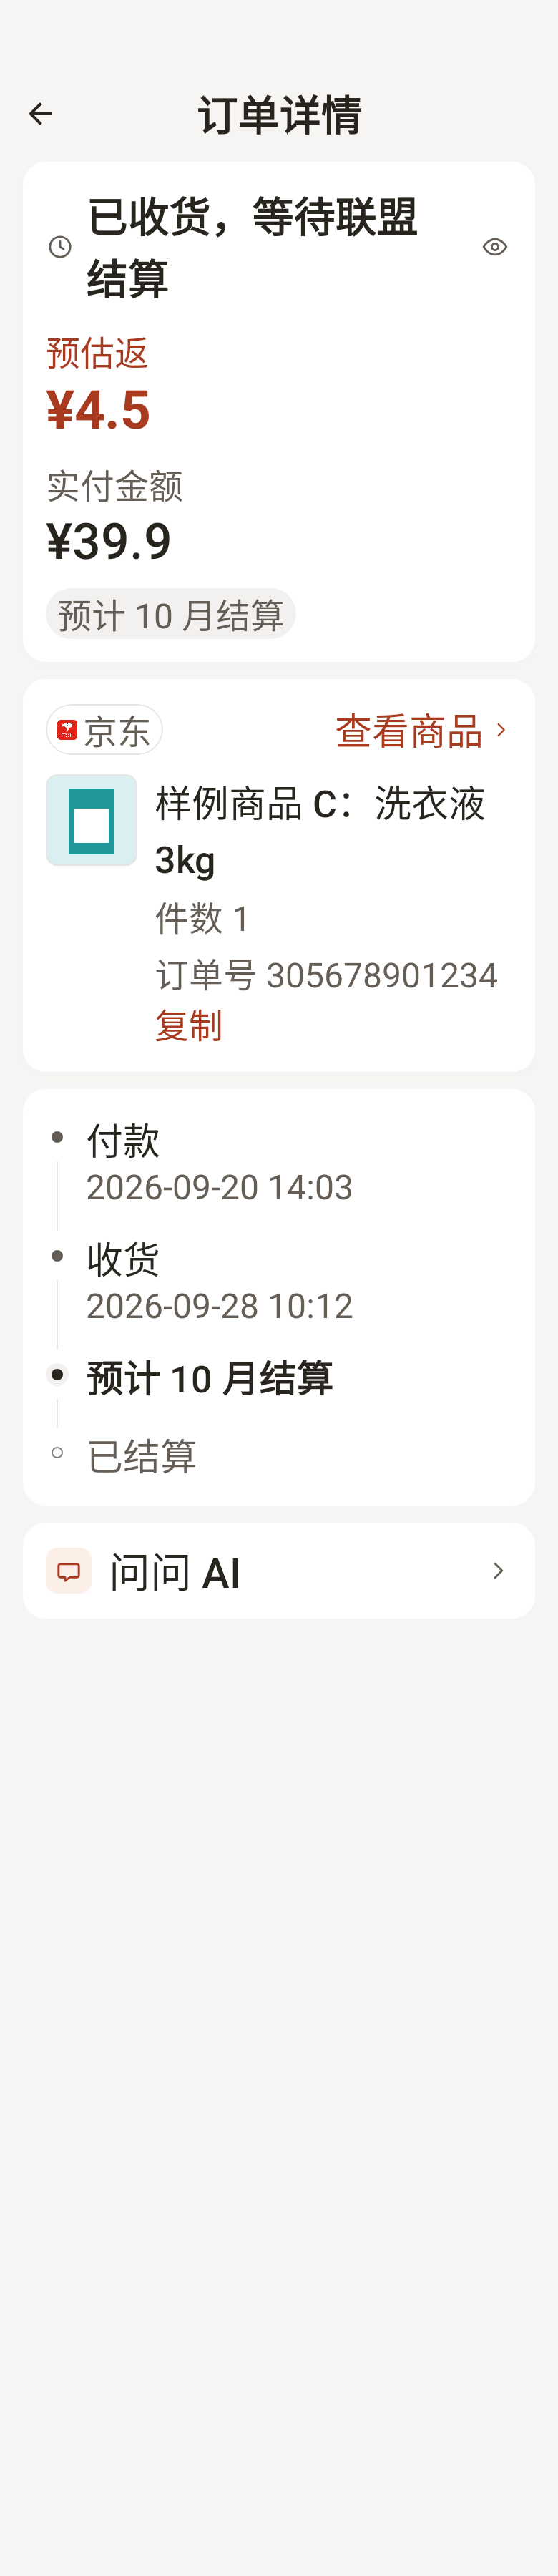 订单详情
已收货，等待联盟
结算
预估返
¥4.5
实付金额
¥39.9
预计 10 月结算
京东
查看商品
样例商品 C：洗衣液
3kg
件数 1
订单号 305678901234
复制
付款
2026-09-20 14:03
收货
2026-09-28 10:12
预计 10 月结算
已结算
问问 AI